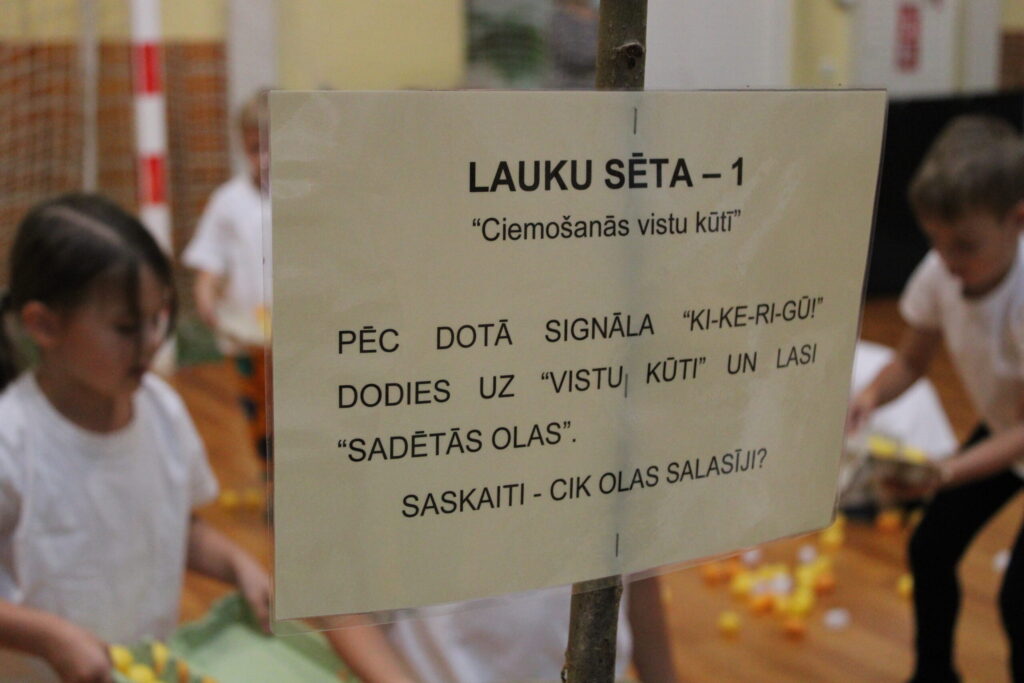 LAUKU SĒTA – 1
“Ciemošanās vistu kūtī”
PĒC DOTĀ SIGNĀLA “KI-KE-RI-GŪ!”
DODIES UZ “VISTU KŪTI” UN LASI
“SADĒTĀS OLAS”.
SASKAITI - CIK OLAS SALASĪJI?